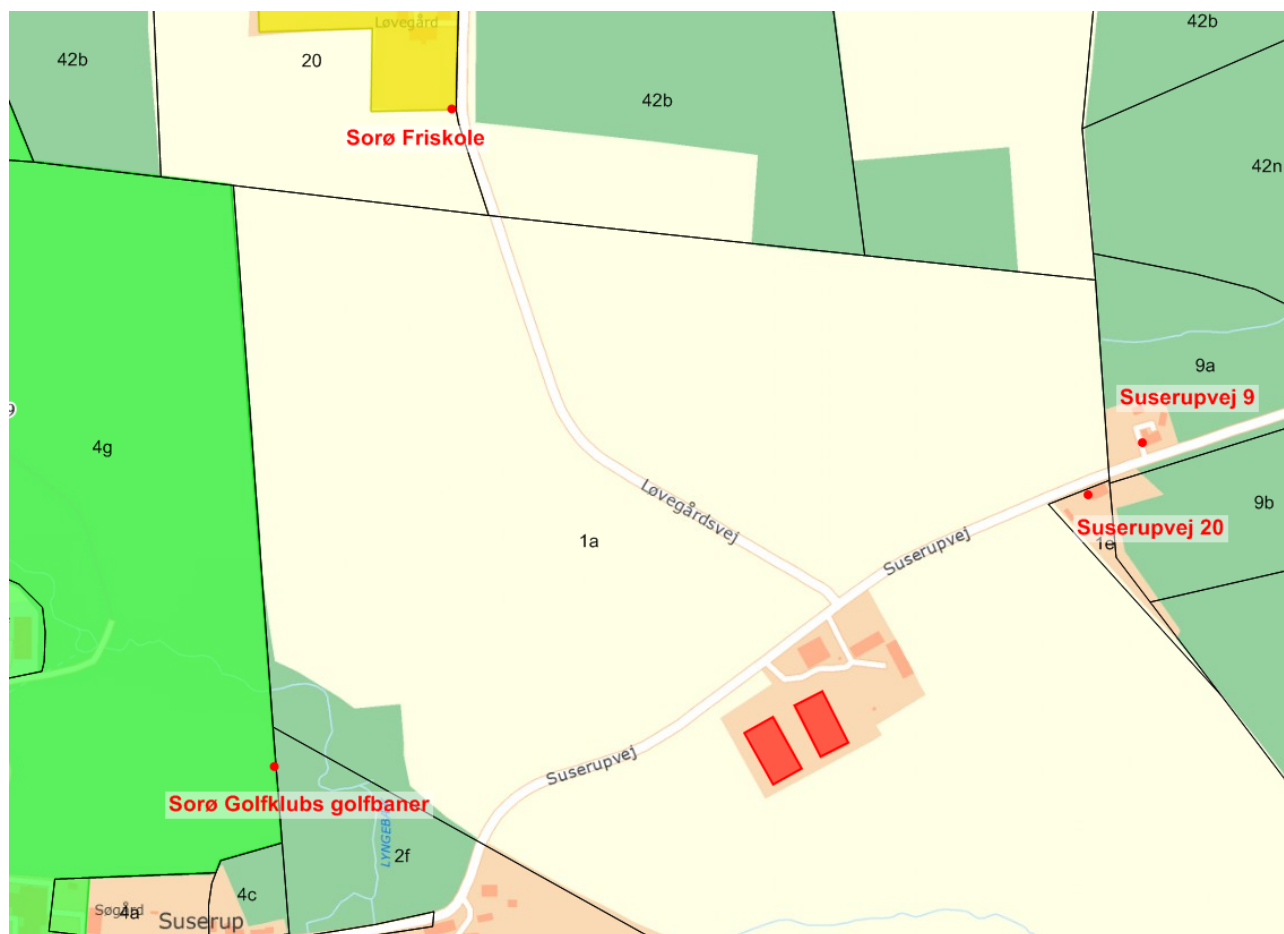 Løvegård
42b
42b
20
42b
Sorø Friskole
42n
9a
Suserupvej 9
9
4g
Løvegårdsvej
9b
Suserupvej 20
1a
Suserupvej
1e
Suserupvej
Sorø Golfklubs golfbaner
2f
4c
Søgård
4a
Suserup